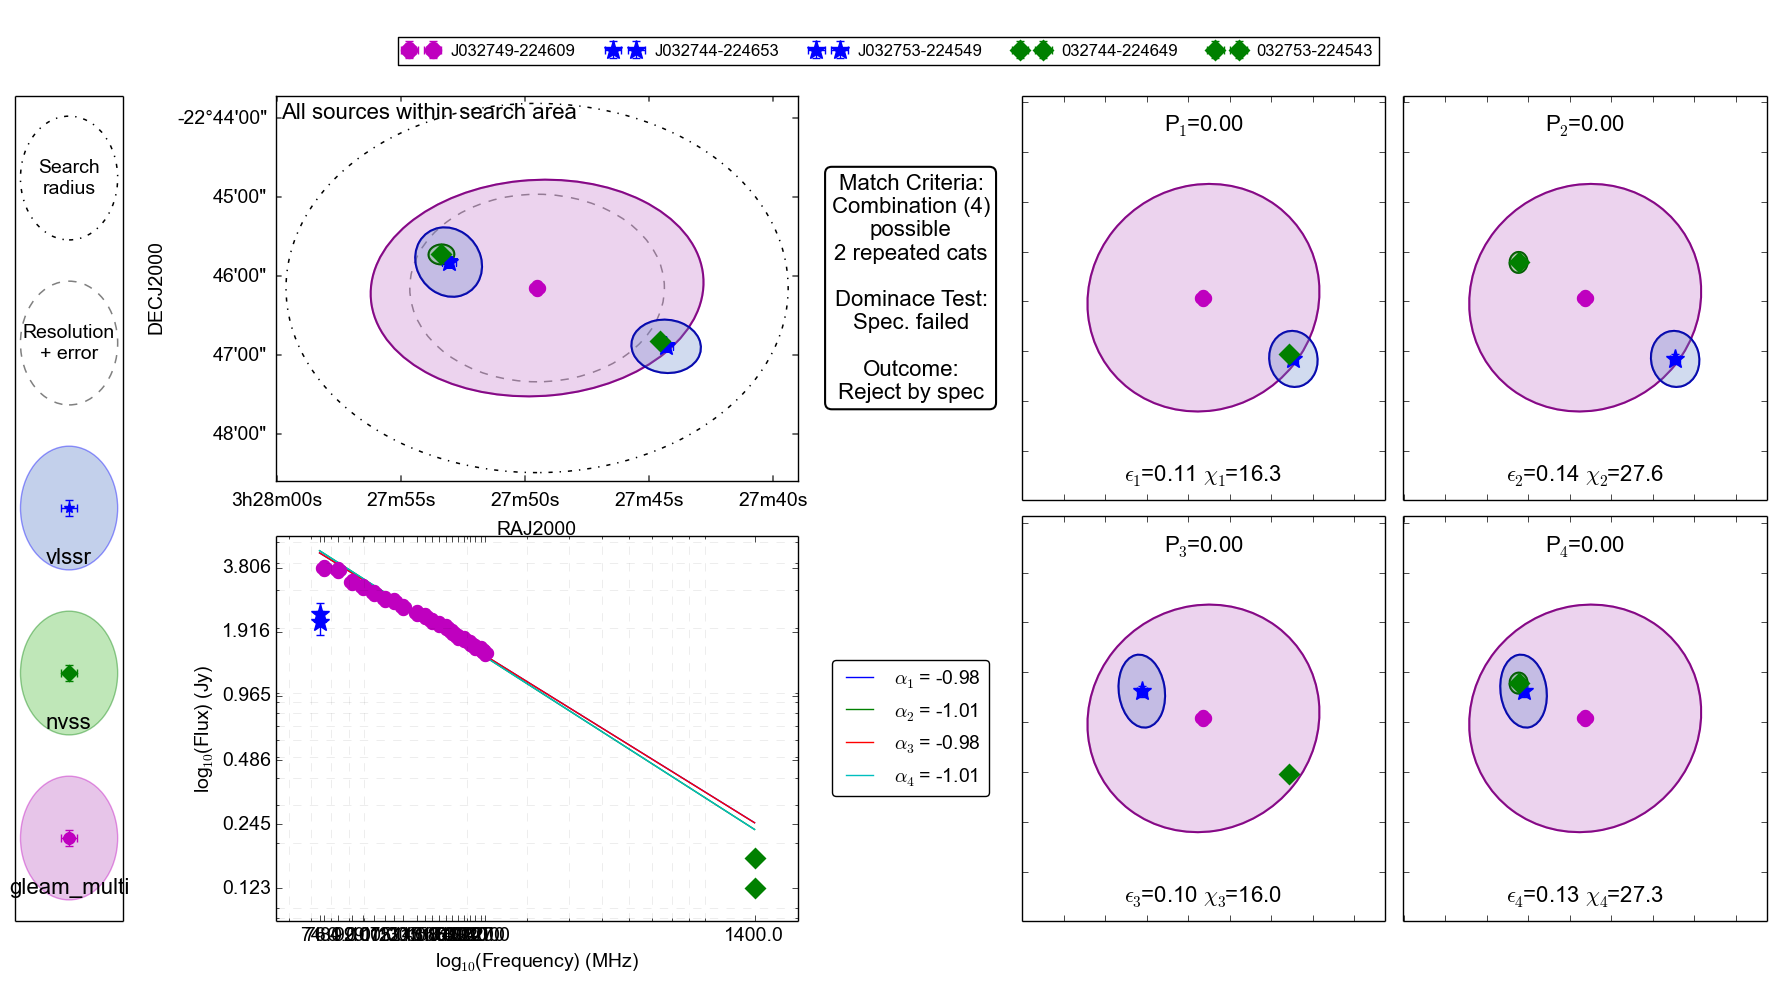 J032749-224609 J032744-224653 J032753-224549 032744-224649 032753-224543
Search
radius
Resolution
+ error
vlssr
nvss
gleam_multi
All sources within search area
-22°44'00"
45'00"
46'00"
47'00"
48'00"
DECJ2000
3h28m00s 27m55s 27m50s 27m45s 27m40s
RAJ2000
Match Criteria:
Combination (4)
possible
2 repeated cats
Dominace Test:
Spec. failed
Outcome:
Reject by spec
P1=0.00
ϵ1=0.11 χ1=16.3
P2=0.00
ϵ2=0.14 χ2=27.6
P3=0.00
ϵ3=0.10 χ3=16.0
P4=0.00
ϵ4=0.13 χ4=27.3
3.806
1.916
0.965
0.486
0.245
0.123
log10(Flux) (Jy)
1400.0
log10(Frequency) (MHz)
α1 = -0.98
α2 = -1.01
α3 = -0.98
α4 = -1.01